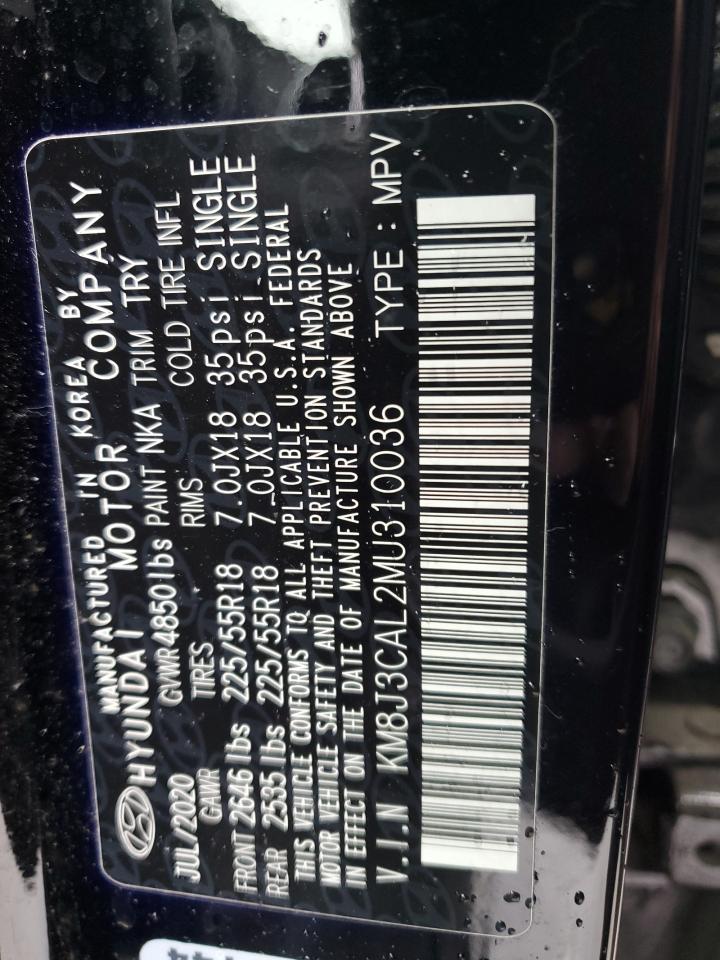 MANUFACTURED IN KOREA BY
HYUNDAI MOTOR COMPANY
JUL/2020 GVWR 4850 lbs PAINT NKA TRIM TRY
GAWR TIRES RIMS COLD TIRE INFL
FRONT 2646 lbs 225/55R18 7.0JX18 35psi SINGLE
REAR 2535 lbs 225/55R18 7.0JX18 35psi SINGLE
THIS VEHICLE CONFORMS TO ALL APPLICABLE U.S.A. FEDERAL
MOTOR VEHICLE SAFETY AND THEFT PREVENTION STANDARDS
IN EFFECT ON THE DATE OF MANUFACTURE SHOWN ABOVE
V.I.N KM8J3CAL2MU310036 TYPE : MPV